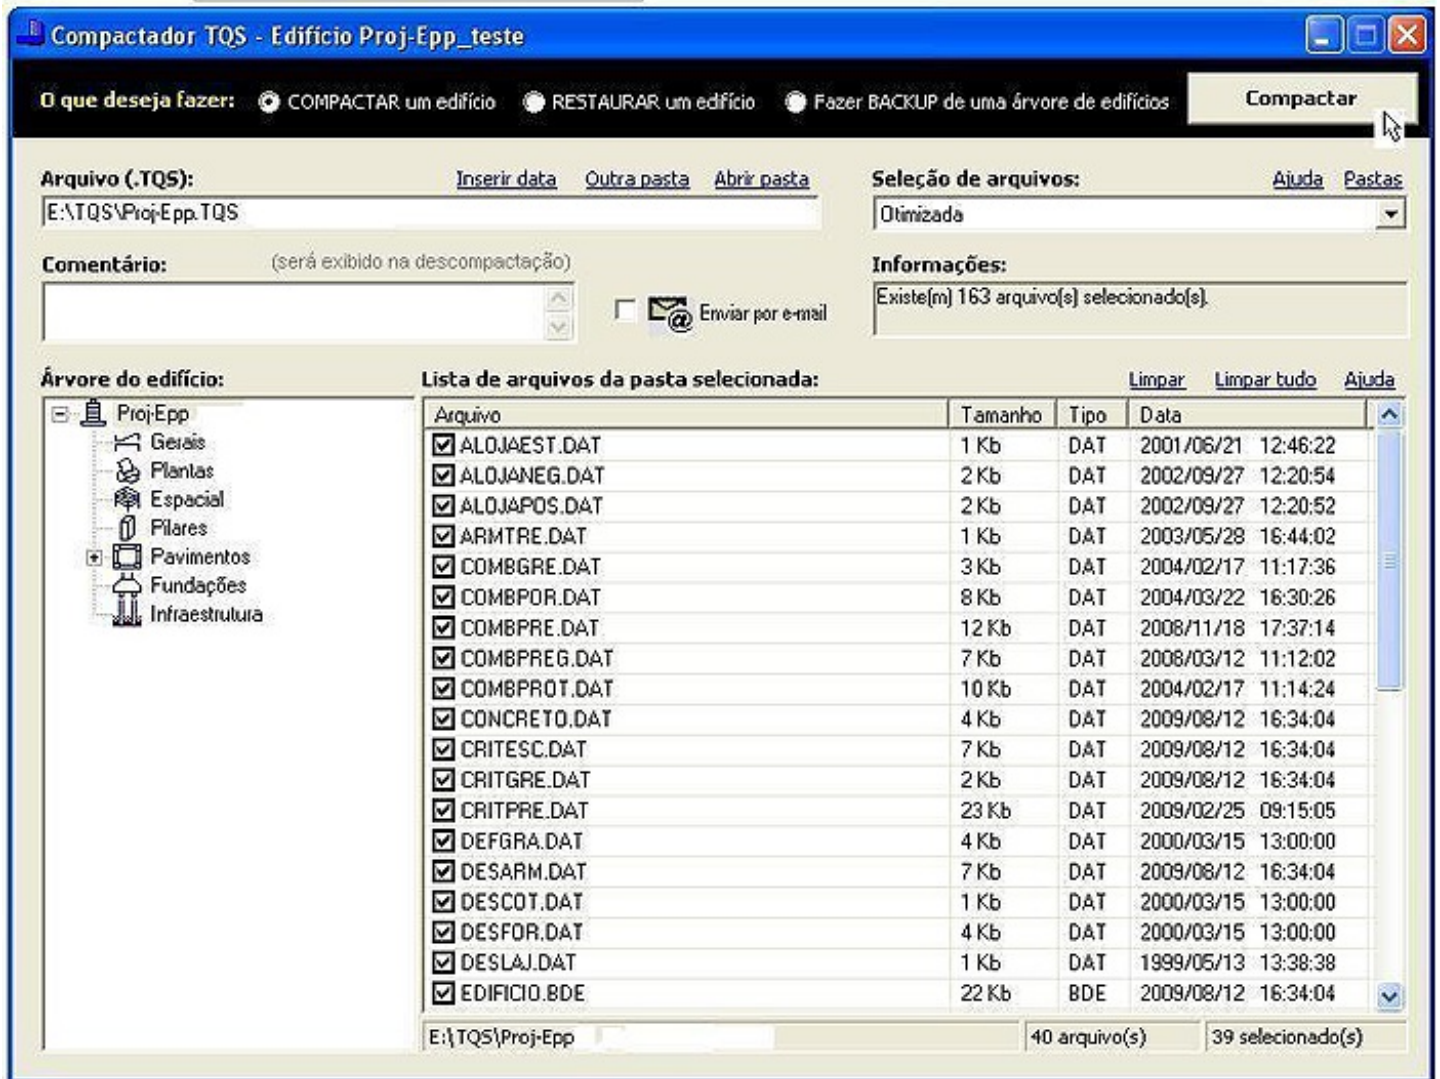 Compactador TQS - Edifício Proj-Epp_teste
O que deseja fazer: COMPACTAR um edifício RESTAURAR um edifício Fazer BACKUP de uma árvore de edifícios Compactar
Arquivo (.TQS): Inserir data Outra pasta Abrir pasta Seleção de arquivos: Ajuda Pastas
E:\TQS\Proj-Epp.TQS Otimizada
Comentário: (será exibido na descompactação) Informações:
Existe(m) 163 arquivo(s) selecionado(s).
Enviar por e-mail
Árvore do edifício: Lista de arquivos da pasta selecionada: Limpar Limpar tudo Ajuda
Proj-Epp
Gerais
Plantas
Espacial
Pilares
Pavimentos
Fundações
Infraestrutura
Arquivo Tamanho Tipo Data
ALOJAEST.DAT 1 Kb DAT 2001/06/21 12:46:22
ALOJANEG.DAT 2 Kb DAT 2002/09/27 12:20:54
ALOJAPOS.DAT 2 Kb DAT 2002/09/27 12:20:52
ARMTRE.DAT 1 Kb DAT 2003/05/28 16:44:02
COMBGRE.DAT 3 Kb DAT 2004/02/17 11:17:36
COMBPOR.DAT 8 Kb DAT 2004/03/22 16:30:26
COMBPRE.DAT 12 Kb DAT 2008/11/18 17:37:14
COMBPREG.DAT 7 Kb DAT 2008/03/12 11:12:02
COMBPROT.DAT 10 Kb DAT 2004/02/17 11:14:24
CONCRETO.DAT 4 Kb DAT 2009/08/12 16:34:04
CRITESC.DAT 7 Kb DAT 2009/08/12 16:34:04
CRITGRE.DAT 2 Kb DAT 2009/08/12 16:34:04
CRITPRE.DAT 23 Kb DAT 2009/02/25 09:15:05
DEFGRA.DAT 4 Kb DAT 2000/03/15 13:00:00
DESARM.DAT 7 Kb DAT 2009/08/12 16:34:04
DESCOT.DAT 1 Kb DAT 2000/03/15 13:00:00
DESFOR.DAT 4 Kb DAT 2000/03/15 13:00:00
DESLAJ.DAT 1 Kb DAT 1999/05/13 13:38:38
EDIFICIO.BDE 22 Kb BDE 2009/08/12 16:34:04
E:\TQS\Proj-Epp 40 arquivo(s) 39 selecionado(s)